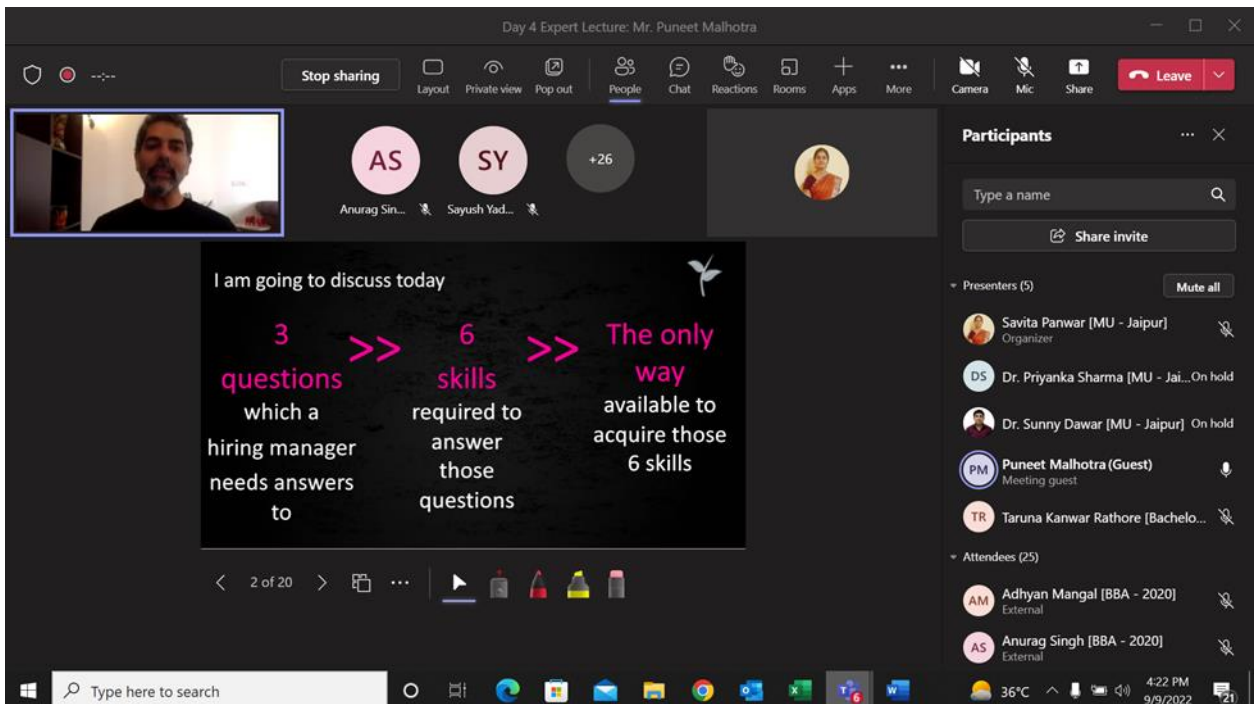 Day 4 Expert Lecture: Mr. Puneet Malhotra
--:--
Stop sharing
Layout
Private view
Pop out
People
Chat
Reactions
Rooms
Apps
More
Camera
Mic
Share
Leave
AS
SY
+26
Anurag Sin...
Sayush Yad...
I am going to discuss today
3
questions
which a
hiring manager
needs answers
to
>>
6
skills
required to
answer
those
questions
>>
The only
way
available to
acquire those
6 skills
2 of 20
Participants
Type a name
Share invite
Presenters (5)
Mute all
Savita Panwar [MU - Jaipur]
Organizer
DS
Dr. Priyanka Sharma [MU - Jai... On hold
Dr. Sunny Dawar [MU - Jaipur] On hold
PM
Puneet Malhotra (Guest)
Meeting guest
TR
Taruna Kanwar Rathore [Bachelo...
Attendees (25)
AM
Adhyan Mangal [BBA - 2020]
External
AS
Anurag Singh [BBA - 2020]
External
Type here to search
36°C
4:22 PM
9/9/2022
21